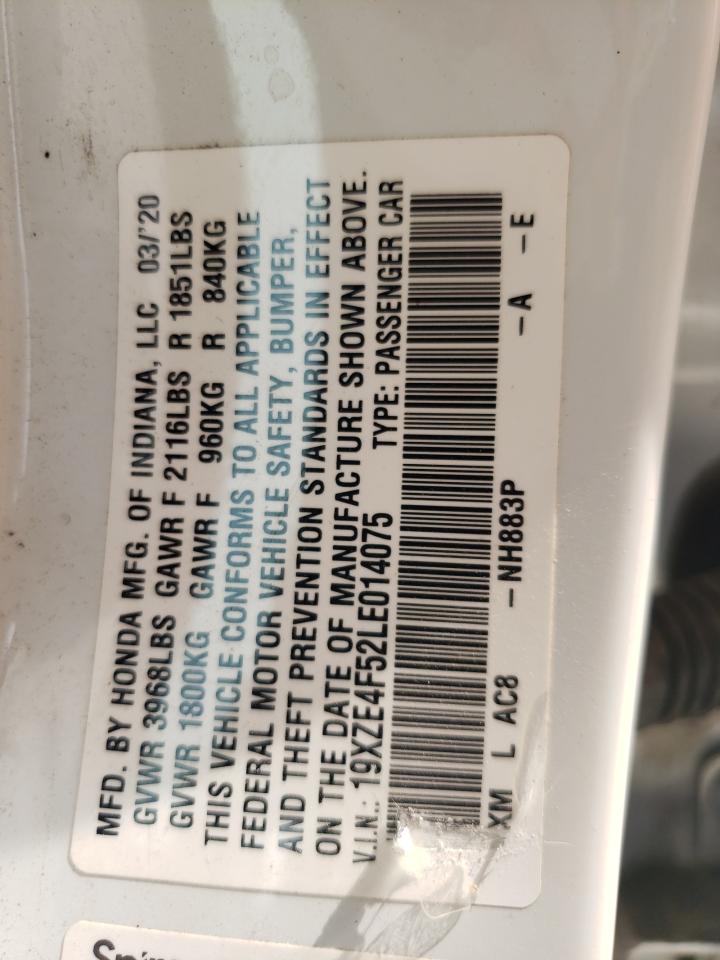 MFD. BY HONDA MFG. OF INDIANA, LLC 03/'20
GVWR 3968LBS GAWR F 2116LBS R 1851LBS
GVWR 1800KG GAWR F 960KG R 840KG
THIS VEHICLE CONFORMS TO ALL APPLICABLE
FEDERAL MOTOR VEHICLE SAFETY, BUMPER,
AND THEFT PREVENTION STANDARDS IN EFFECT
ON THE DATE OF MANUFACTURE SHOWN ABOVE.
V.I.N.: 19XZE4F52LE014075 TYPE: PASSENGER CAR
XM L AC8 -NH883P -A -E